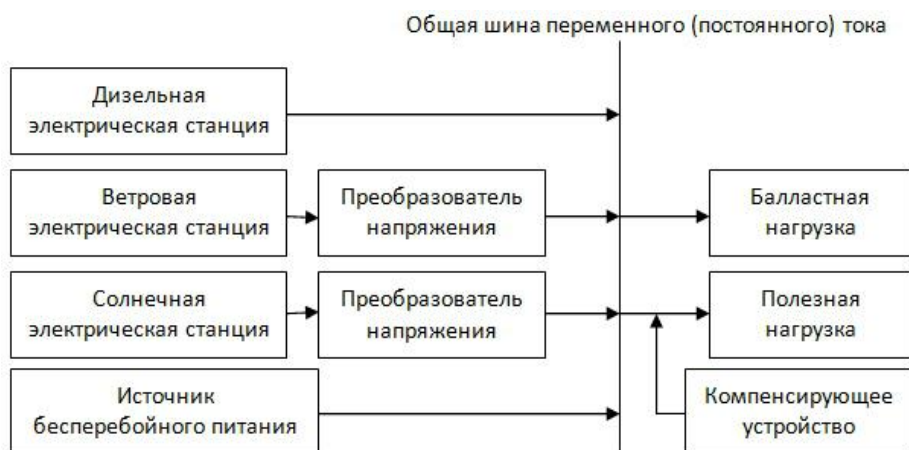 Общая шина переменного (постоянного) тока
Дизельная
электрическая станция
Ветровая
электрическая станция
Преобразователь
напряжения
Балластная
нагрузка
Солнечная
электрическая станция
Преобразователь
напряжения
Полезная
нагрузка
Источник
бесперебойного питания
Компенсирующее
устройство